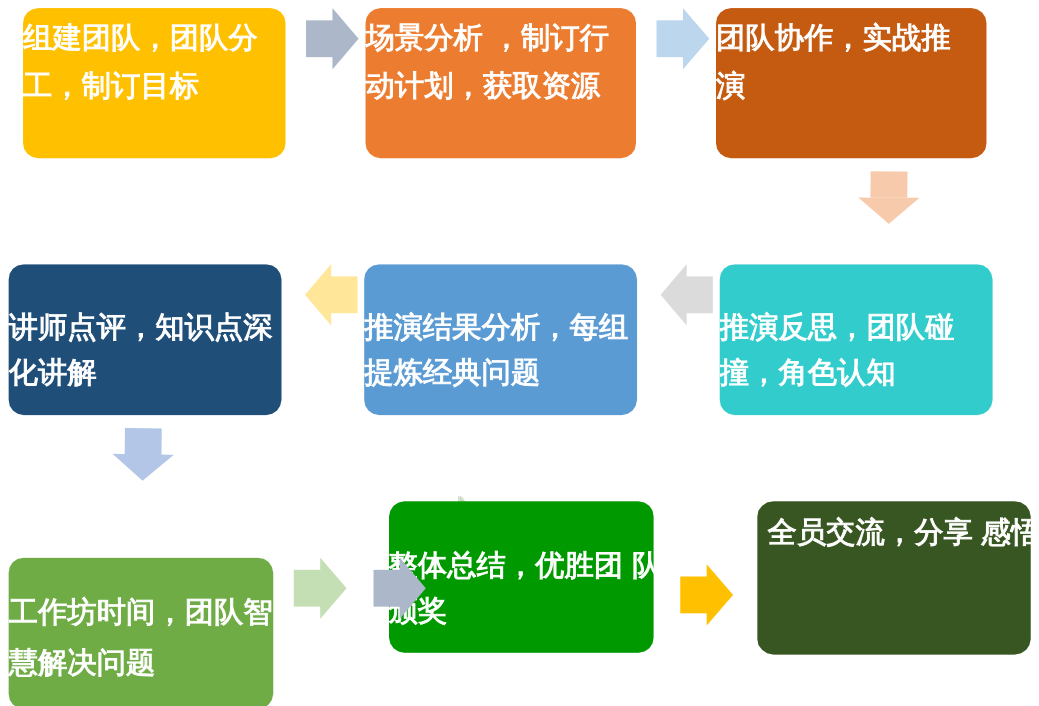 组建团队，团队分
工，制订目标
场景分析 ，制订行
动计划，获取资源
团队协作，实战推
演
推演反思，团队碰
撞，角色认知
推演结果分析，每组
提炼经典问题
讲师点评，知识点深
化讲解
工作坊时间，团队智
慧解决问题
整体总结，优胜团 队
颁奖
全员交流，分享 感悟